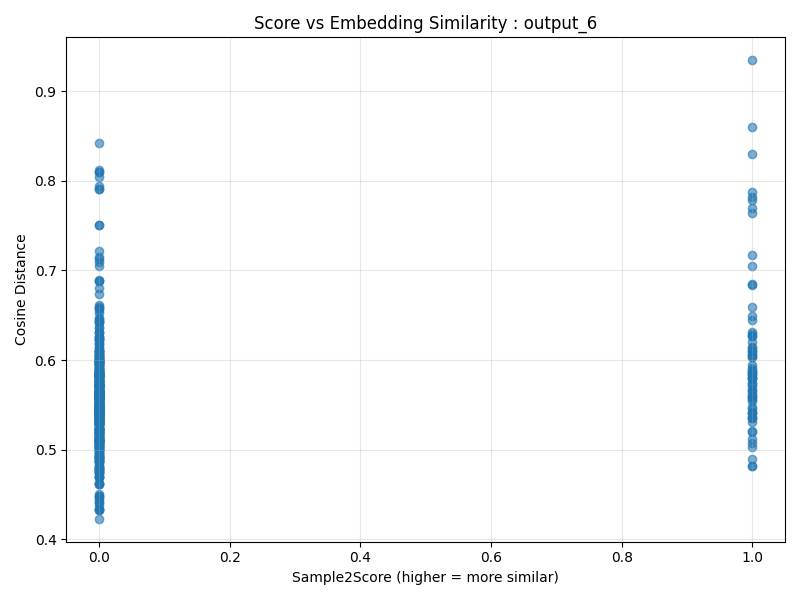 Score vs Embedding Similarity : output_6
Cosine Distance
0.9
0.8
0.7
0.6
0.5
0.4
0.0 0.2 0.4 0.6 0.8 1.0
Sample2Score (higher = more similar)